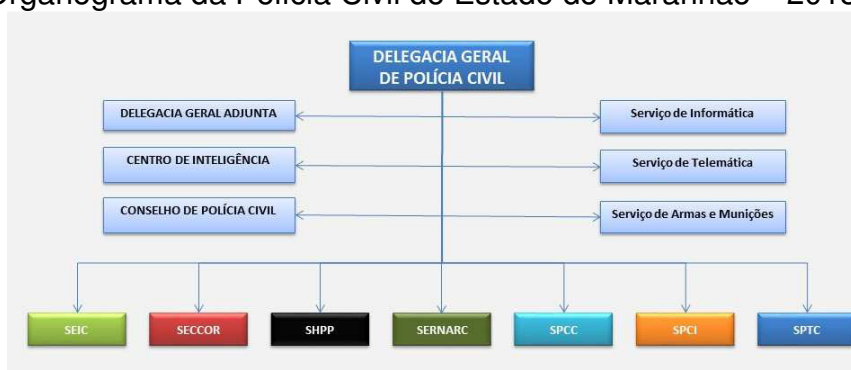 Organograma da Polícia Civil do Estado do Maranhão – 2018
DELEGACIA GERAL
DE POLÍCIA CIVIL
DELEGACIA GERAL ADJUNTA
Serviço de Informática
CENTRO DE INTELIGÊNCIA
Serviço de Telemática
CONSELHO DE POLÍCIA CIVIL
Serviço de Armas e Munições
SEIC
SECCOR
SHPP
SERNARC
SPCC
SPCI
SPTC